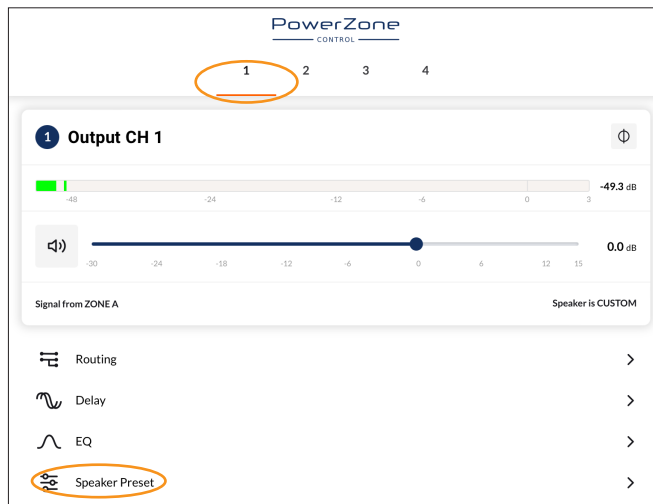 PowerZone
CONTROL
1 2 3 4
1 Output CH 1
-49.3 dB
-48 -24 -12 -6 0 3
0.0 dB
-30 -24 -18 -12 -6 0 6 12 15
Signal from ZONE A Speaker is CUSTOM
Routing
Delay
EQ
Speaker Preset